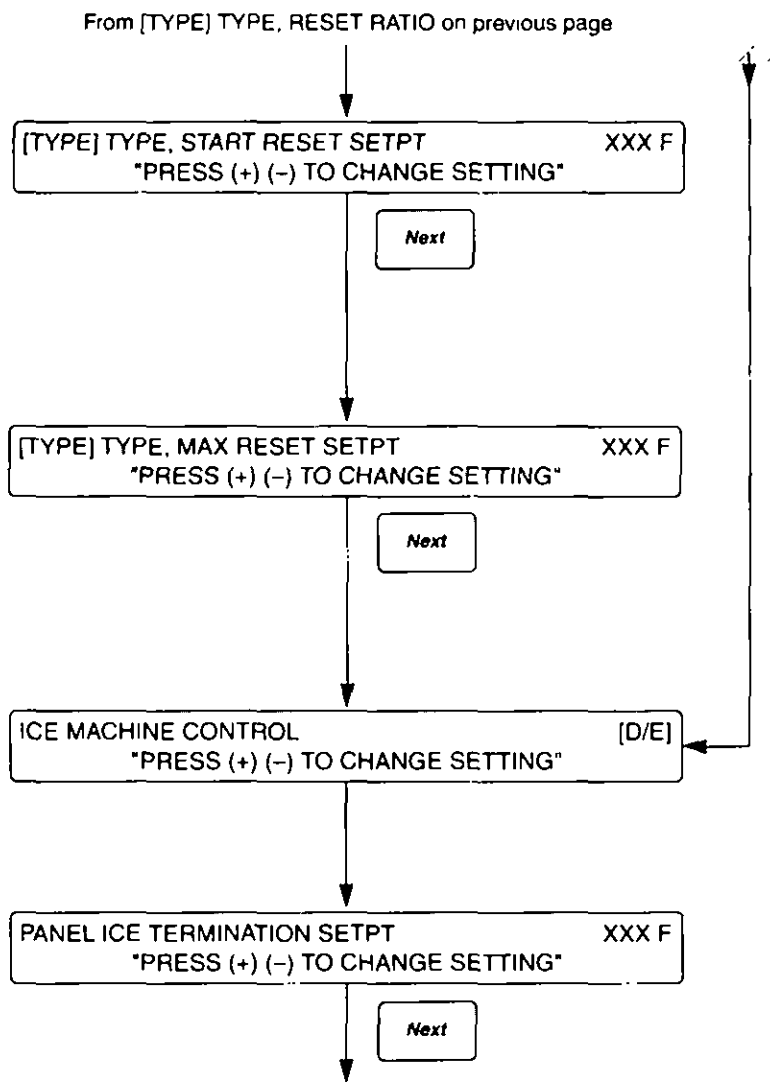 From [TYPE] TYPE, RESET RATIO on previous page
[TYPE] TYPE, START RESET SETPT XXX F
"PRESS (+) (–) TO CHANGE SETTING"
Next
[TYPE] TYPE, MAX RESET SETPT XXX F
"PRESS (+) (–) TO CHANGE SETTING"
Next
ICE MACHINE CONTROL [D/E]
"PRESS (+) (–) TO CHANGE SETTING"
PANEL ICE TERMINATION SETPT XXX F
"PRESS (+) (–) TO CHANGE SETTING"
Next